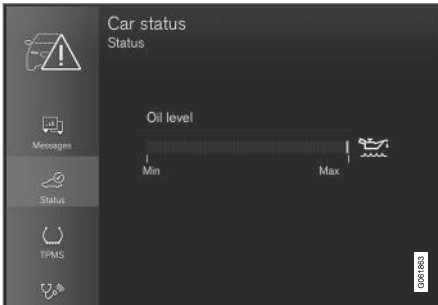 Car status
Status
Oil level
Min
Max
Messages
Status
TPMS
G061863